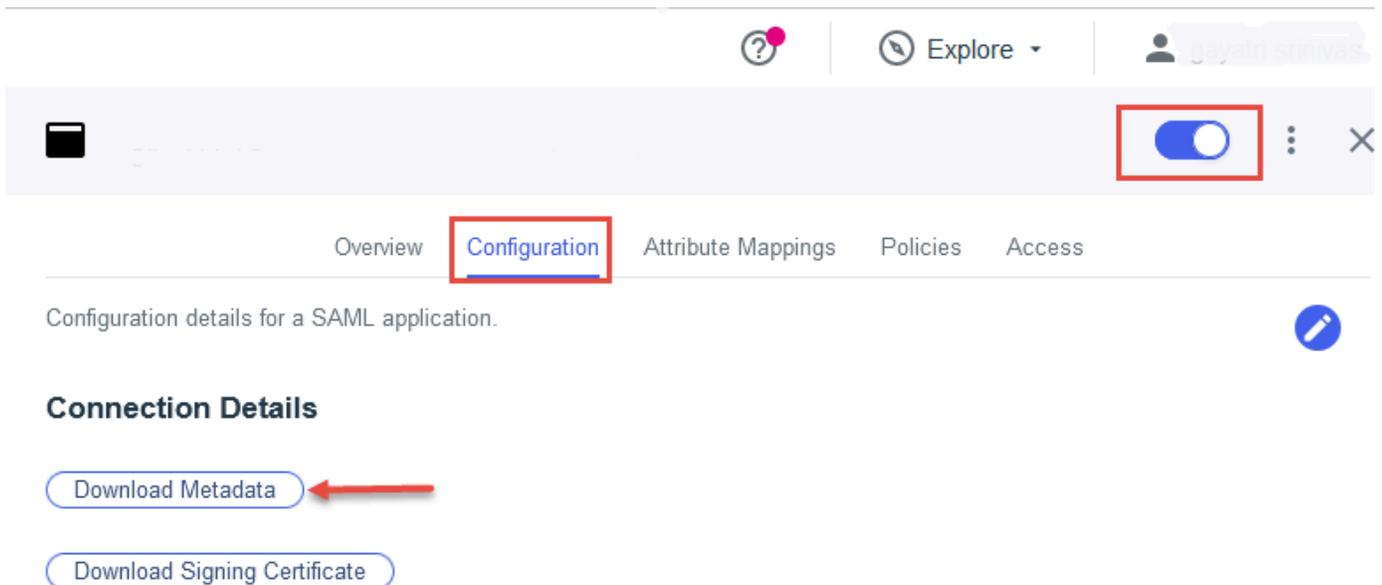 Explore
Overview
Configuration
Attribute Mappings
Policies
Access
Configuration details for a SAML application.
Connection Details
Download Metadata
Download Signing Certificate